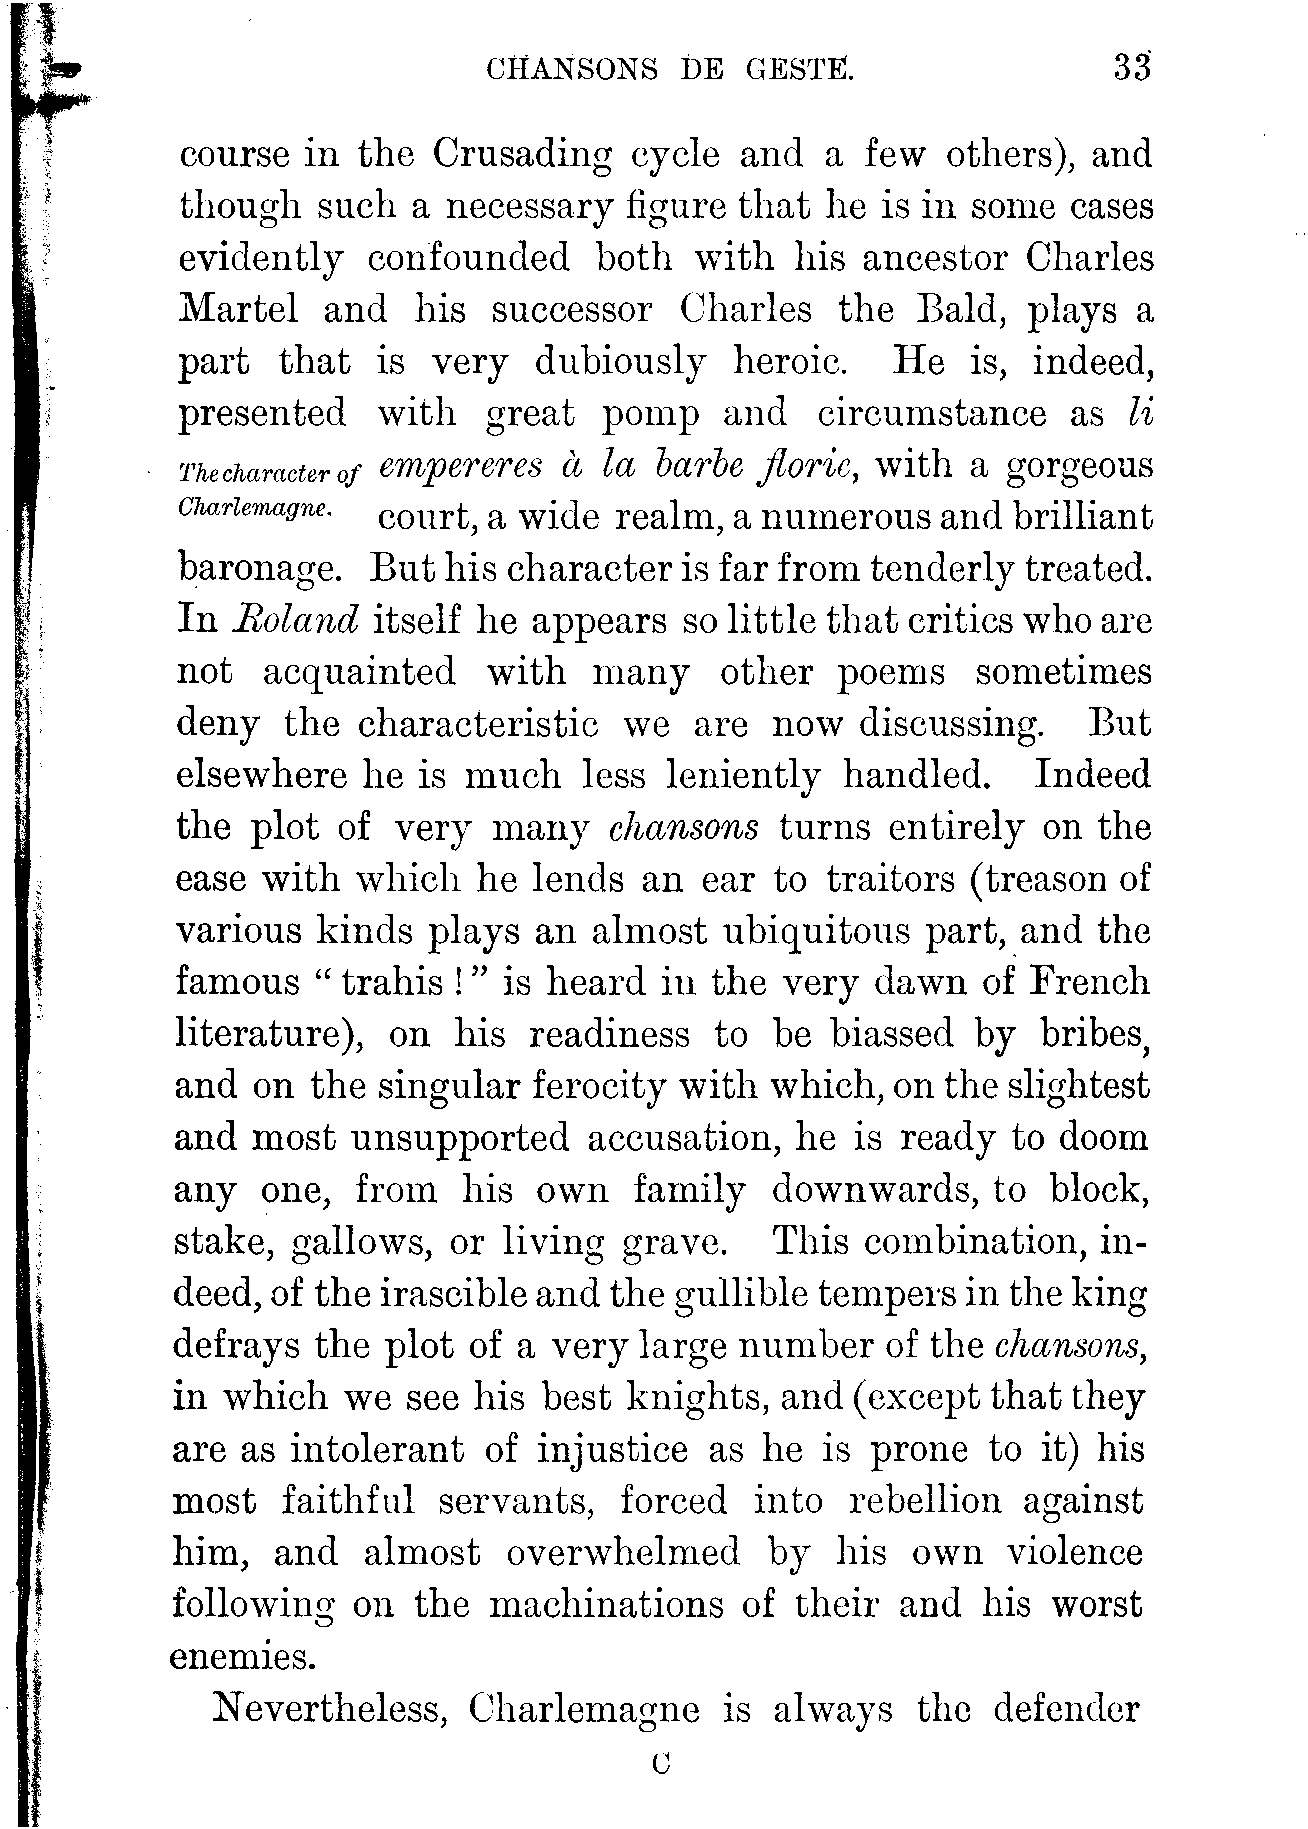 CHANSONS DE GESTE. 33
course in the Crusading cycle and a few others), and
though such a necessary figure that he is in some cases
evidently confounded both with his ancestor Charles
Martel and his successor Charles the Bald, plays a
part that is very dubiously heroic. He is, indeed,
presented with great pomp and circumstance as li
The character of empereres à la barbe florie, with a gorgeous
Charlemagne. court, a wide realm, a numerous and brilliant
baronage. But his character is far from tenderly treated.
In Roland itself he appears so little that critics who are
not acquainted with many other poems sometimes
deny the characteristic we are now discussing. But
elsewhere he is much less leniently handled. Indeed
the plot of very many chansons turns entirely on the
ease with which he lends an ear to traitors (treason of
various kinds plays an almost ubiquitous part, and the
famous “ trahis ! ” is heard in the very dawn of French
literature), on his readiness to be biassed by bribes,
and on the singular ferocity with which, on the slightest
and most unsupported accusation, he is ready to doom
any one, from his own family downwards, to block,
stake, gallows, or living grave. This combination, in-
deed, of the irascible and the gullible tempers in the king
defrays the plot of a very large number of the chansons,
in which we see his best knights, and (except that they
are as intolerant of injustice as he is prone to it) his
most faithful servants, forced into rebellion against
him, and almost overwhelmed by his own violence
following on the machinations of their and his worst
enemies.
Nevertheless, Charlemagne is always the defender
C